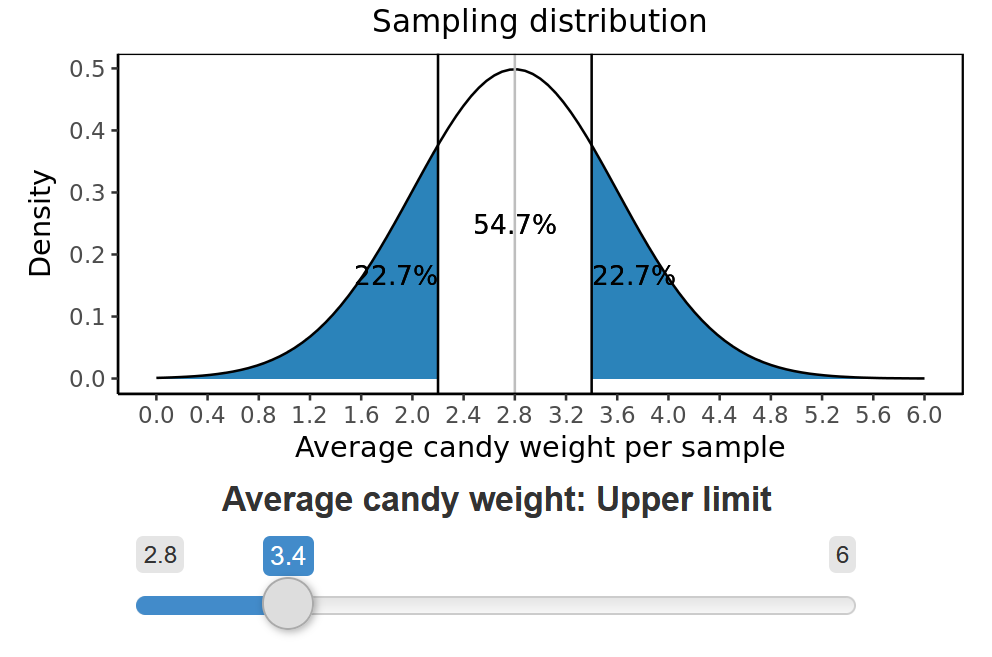 Sampling distribution
0.5
0.4
0.3
0.2
0.1
0.0
Density
54.7%
22.7% 22.7%
0.0 0.4 0.8 1.2 1.6 2.0 2.4 2.8 3.2 3.6 4.0 4.4 4.8 5.2 5.6 6.0
Average candy weight per sample
Average candy weight: Upper limit
2.8 3.4 6